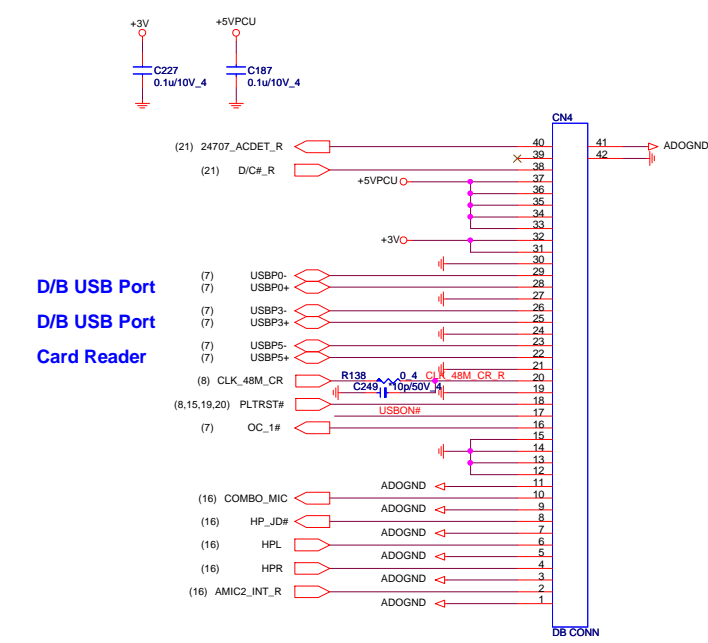 +3V
+5VPCU
C227
0.1u/10V_4
C187
0.1u/10V_4
CN4
(21) 24707_ACDET_R 40 41 ADOGND
39 42
(21) D/C#_R 38
+5VPCU 37
36
35
34
33
+3V 32
31
30
D/B USB Port (7) USBP0- 29
(7) USBP0+ 28
27
D/B USB Port (7) USBP3- 26
(7) USBP3+ 25
24
Card Reader (7) USBP5- 23
(7) USBP5+ 22
21
(8) CLK_48M_CR R138 0_4 CLK_48M_CR_R 20
C249 10p/50V_4 19
(8,15,19,20) PLTRST# 18
USBON# 17
(7) OC_1# 16
15
14
13
12
ADOGND 11
(16) COMBO_MIC 10
ADOGND 9
(16) HP_JD# 8
ADOGND 7
(16) HPL 6
ADOGND 5
(16) HPR 4
ADOGND 3
(16) AMIC2_INT_R 2
ADOGND 1
DB CONN